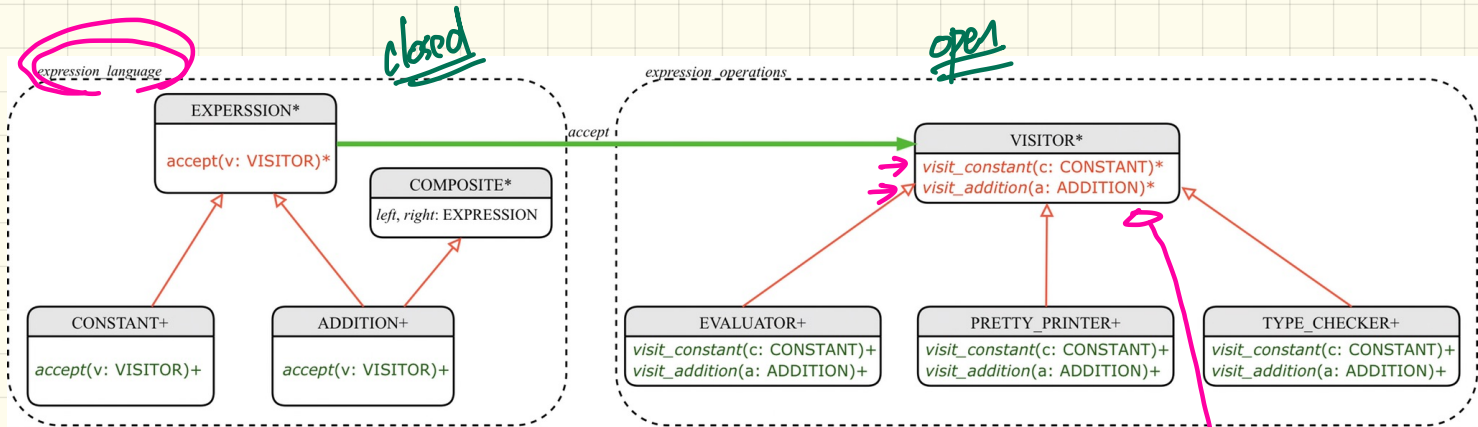 closed
open
expression_language
expression_operations
EXPERSSION*
accept(v: VISITOR)*
accept
VISITOR*
visit_constant(c: CONSTANT)*
visit_addition(a: ADDITION)*
COMPOSITE*
left, right: EXPRESSION
CONSTANT+
accept(v: VISITOR)+
ADDITION+
accept(v: VISITOR)+
EVALUATOR+
visit_constant(c: CONSTANT)+
visit_addition(a: ADDITION)+
PRETTY_PRINTER+
visit_constant(c: CONSTANT)+
visit_addition(a: ADDITION)+
TYPE_CHECKER+
visit_constant(c: CONSTANT)+
visit_addition(a: ADDITION)+